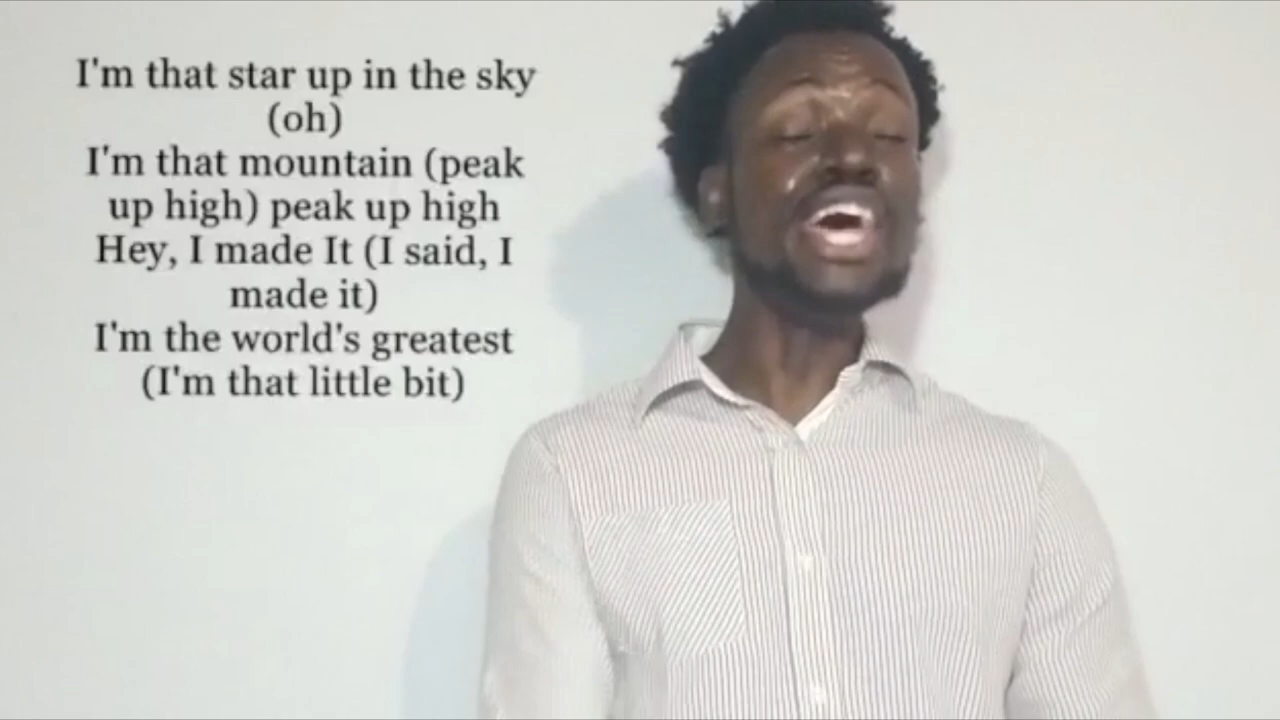 I'm that star up in the sky
(oh)
I'm that mountain (peak
up high) peak up high
Hey, I made It (I said, I
made it)
I'm the world's greatest
(I'm that little bit)